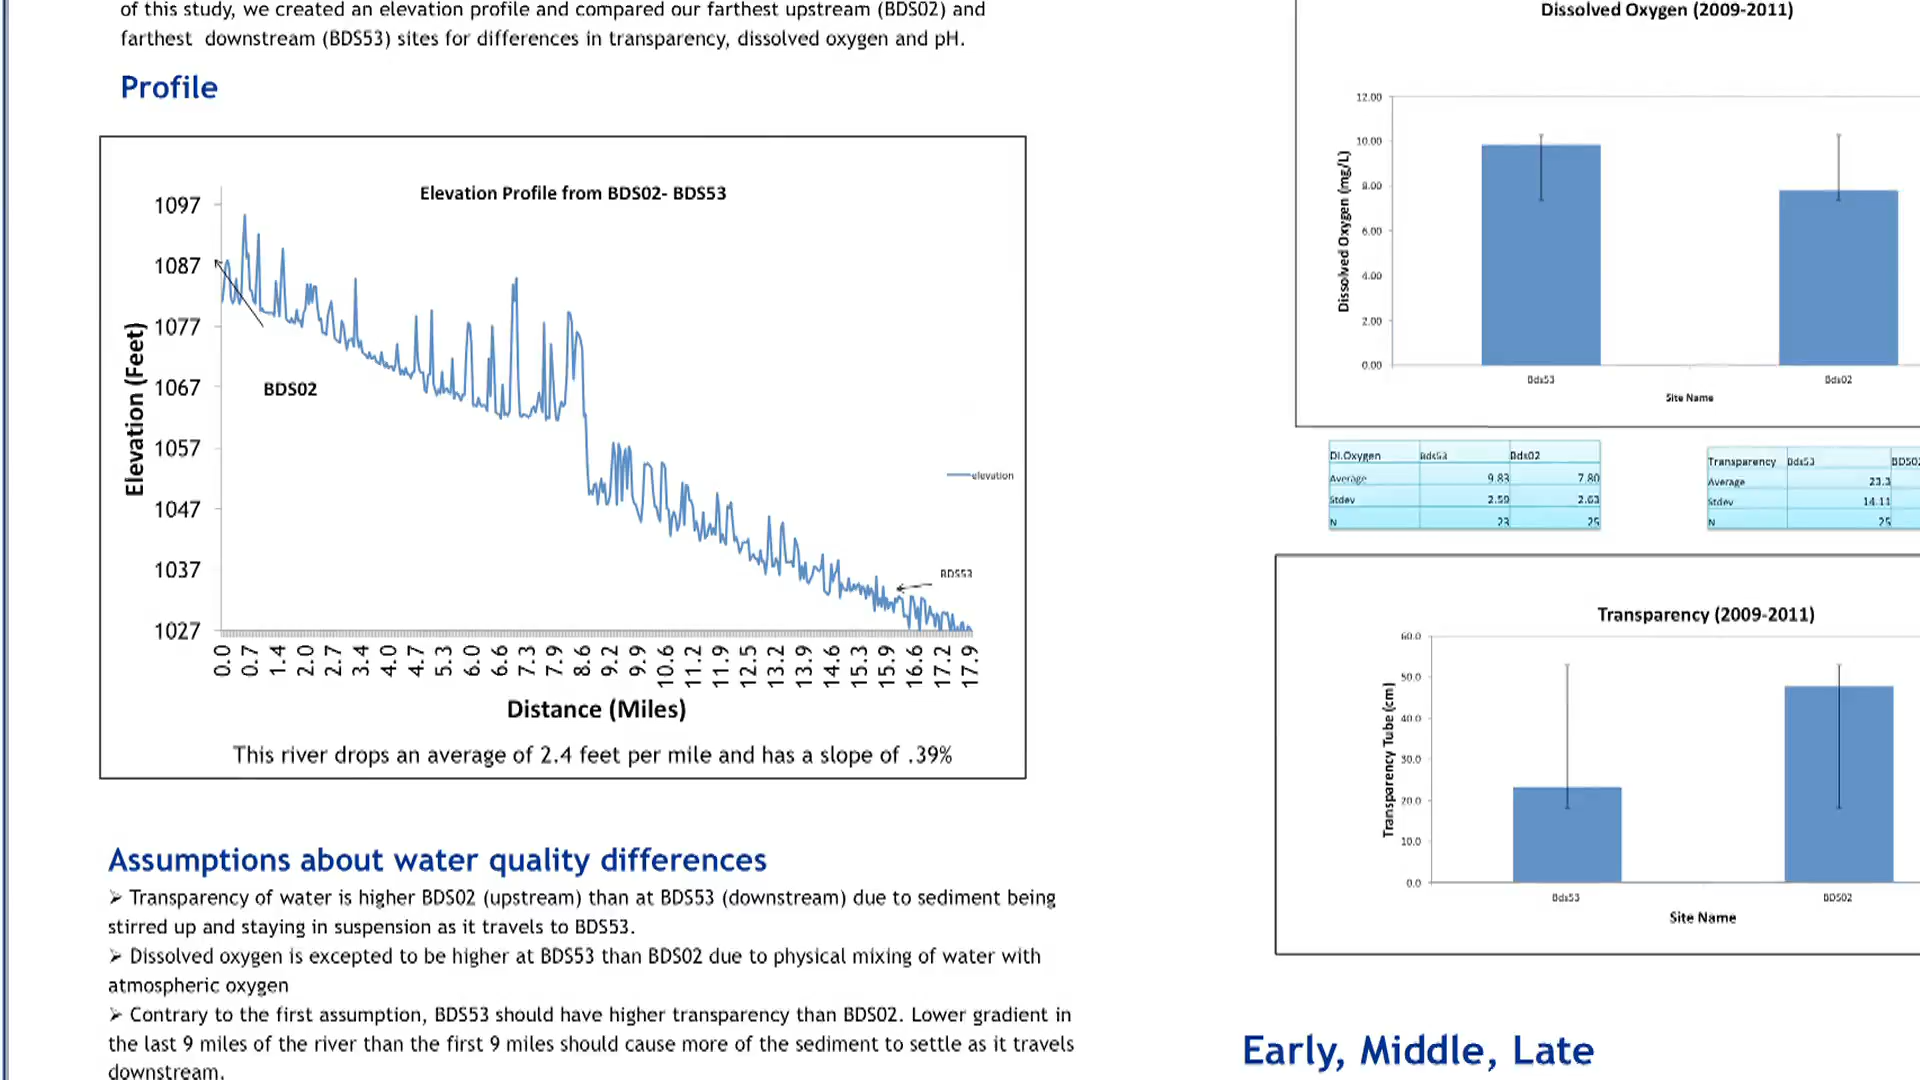 of this study, we created an elevation profile and compared our farthest upstream (BDS02) and
farthest downstream (BDS53) sites for differences in transparency, dissolved oxygen and pH.
Profile
Elevation Profile from BDS02- BDS53
Elevation (Feet)
1097
1087
1077
1067
1057
1047
1037
1027
BDS02
elevation
BDS53
0.0 0.7 1.4 2.0 2.7 3.4 4.0 4.7 5.3 6.0 6.6 7.3 7.9 8.6 9.2 9.9 10.6 11.2 11.9 12.5 13.2 13.9 14.6 15.3 15.9 16.6 17.2 17.9
Distance (Miles)
This river drops an average of 2.4 feet per mile and has a slope of .39%
Assumptions about water quality differences
➢ Transparency of water is higher BDS02 (upstream) than at BDS53 (downstream) due to sediment being
stirred up and staying in suspension as it travels to BDS53.
➢ Dissolved oxygen is excepted to be higher at BDS53 than BDS02 due to physical mixing of water with
atmospheric oxygen
➢ Contrary to the first assumption, BDS53 should have higher transparency than BDS02. Lower gradient in
the last 9 miles of the river than the first 9 miles should cause more of the sediment to settle as it travels
downstream.
Dissolved Oxygen (2009-2011)
Dissolved Oxygen (mg/L)
12.00
10.00
8.00
6.00
4.00
2.00
0.00
Bds53 Bds02
Site Name
Di.Oxygen Bds53 Bds02
Average 9.83 7.80
Stdev 2.59 2.63
N 23 25
Transparency Bds53 BDS02
Average 23.3
Stdev 14.11
N 25
Transparency (2009-2011)
Transparency Tube (cm)
60.0
50.0
40.0
30.0
20.0
10.0
0.0
Bds53 BDS02
Site Name
Early, Middle, Late